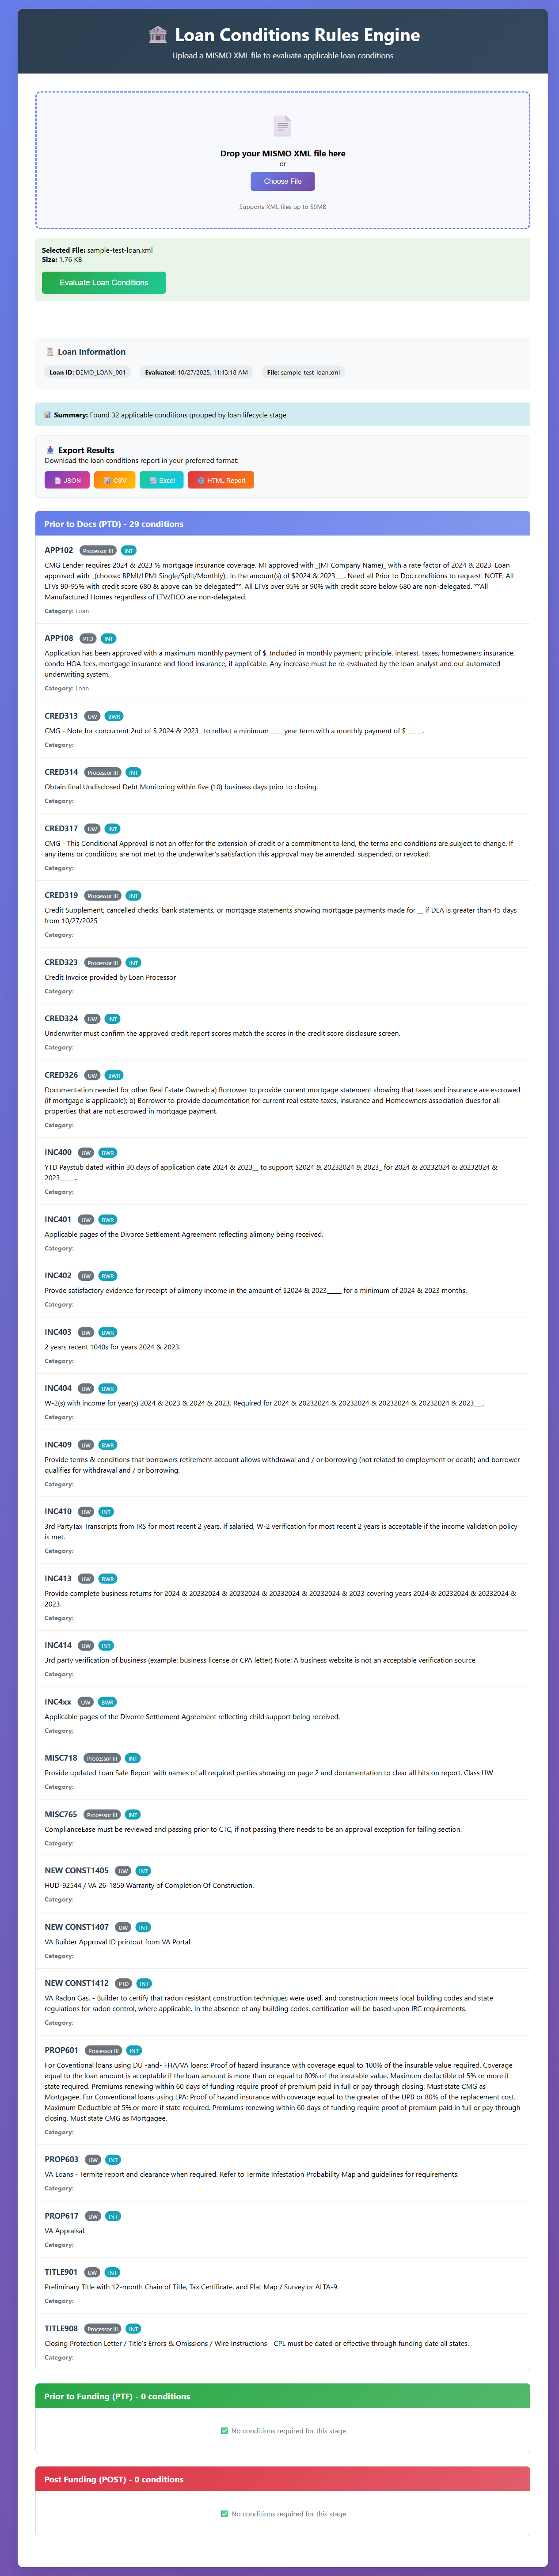 Loan Conditions Rules Engine
Upload a MISMO XML file to evaluate applicable loan conditions
Drop your MISMO XML file here
or
Choose File
Supports XML files up to 50MB
Selected File: sample-test-loan.xml
Size: 1.76 KB
Evaluate Loan Conditions
Loan Information
Loan ID: DEMO_LOAN_001 Evaluated: 10/27/2025, 11:13:18 AM File: sample-test-loan.xml
Summary: Found 32 applicable conditions grouped by loan lifecycle stage
Export Results
Download the loan conditions report in your preferred format:
JSON CSV Excel HTML Report
Prior to Docs (PTD) - 29 conditions
APP102 Processor III INT
CMG Lender requires 2024 & 2023 % mortgage insurance coverage. MI approved with _(MI Company Name)_ with a rate factor of 2024 & 2023. Loan
approved with _(choose: BPMI/LPMI Single/Split/Monthly)_ in the amount(s) of $2024 & 2023___. Need all Prior to Doc conditions to request. NOTE: All
LTVs 90-95% with credit score 680 & above can be delegated**. All LTVs over 95% or 90% with credit score below 680 are non-delegated. **All
Manufactured Homes regardless of LTV/FICO are non-delegated.
Category: Loan
APP108 PTD INT
Application has been approved with a maximum monthly payment of $. Included in monthly payment; principle, interest, taxes, homeowners insurance,
condo HOA fees, mortgage insurance and flood insurance, if applicable. Any increase must be re-evaluated by the loan analyst and our automated
underwriting system.
Category: Loan
CRED313 UW BWR
CMG - Note for concurrent 2nd of $ 2024 & 2023_ to reflect a minimum ____ year term with a monthly payment of $ _____.
Category:
CRED314 Processor III INT
Obtain final Undisclosed Debt Monitoring within five (10) business days prior to closing.
Category:
CRED317 UW INT
CMG - This Conditional Approval is not an offer for the extension of credit or a commitment to lend, the terms and conditions are subject to change. If
any items or conditions are not met to the underwriter's satisfaction this approval may be amended, suspended, or revoked.
Category:
CRED319 Processor III INT
Credit Supplement, cancelled checks, bank statements, or mortgage statements showing mortgage payments made for __ if DLA is greater than 45 days
from 10/27/2025
Category:
CRED323 Processor III INT
Credit Invoice provided by Loan Processor
Category:
CRED324 UW INT
Underwriter must confirm the approved credit report scores match the scores in the credit score disclosure screen.
Category:
CRED326 UW BWR
Documentation needed for other Real Estate Owned: a) Borrower to provide current mortgage statement showing that taxes and insurance are escrowed
(if mortgage is applicable); b) Borrower to provide documentation for current real estate taxes, insurance and Homeowners association dues for all
properties that are not escrowed in mortgage payment.
Category:
INC400 UW BWR
YTD Paystub dated within 30 days of application date 2024 & 2023__ to support $2024 & 20232024 & 2023_ for 2024 & 20232024 & 20232024 &
2023_____.
Category:
INC401 UW BWR
Applicable pages of the Divorce Settlement Agreement reflecting alimony being received.
Category:
INC402 UW BWR
Provde satisfactory evidence for receipt of alimony income in the amount of $2024 & 2023_____ for a minimum of 2024 & 2023 months.
Category:
INC403 UW BWR
2 years recent 1040s for years 2024 & 2023.
Category:
INC404 UW BWR
W-2(s) with income for year(s) 2024 & 2023 & 2024 & 2023. Required for 2024 & 20232024 & 20232024 & 20232024 & 20232024 & 2023___.
Category:
INC409 UW BWR
Provide terms & conditions that borrowers retirement account allows withdrawal and / or borrowing (not related to employment or death) and borrower
qualifies for withdrawal and / or borrowing.
Category:
INC410 UW INT
3rd PartyTax Transcripts from IRS for most recent 2 years. If salaried, W-2 verification for most recent 2 years is acceptable if the income validation policy
is met.
Category:
INC413 UW BWR
Provide complete business returns for 2024 & 20232024 & 20232024 & 20232024 & 20232024 & 2023 covering years 2024 & 20232024 & 20232024 &
2023.
Category:
INC414 UW INT
3rd party verification of business (example: business license or CPA letter) Note: A business website is not an acceptable verification source.
Category:
INC4xx UW BWR
Applicable pages of the Divorce Settlement Agreement reflecting child support being received.
Category:
MISC718 Processor III INT
Provide updated Loan Safe Report with names of all required parties showing on page 2 and documentation to clear all hits on report. Class UW
Category:
MISC765 Processor III INT
ComplianceEase must be reviewed and passing prior to CTC, if not passing there needs to be an approval exception for failing section.
Category:
NEW CONST1405 UW INT
HUD-92544 / VA 26-1859 Warranty of Completion Of Construction.
Category:
NEW CONST1407 UW INT
VA Builder Approval ID printout from VA Portal.
Category:
NEW CONST1412 PTD INT
VA Radon Gas. - Builder to certify that radon resistant construction techniques were used, and construction meets local building codes and state
regulations for radon control, where applicable. In the absence of any building codes, certification will be based upon IRC requirements.
Category:
PROP601 Processor III INT
For Coventional loans using DU -and- FHA/VA loans: Proof of hazard insurance with coverage equal to 100% of the insurable value required. Coverage
equal to the loan amount is acceptable if the loan amount is more than or equal to 80% of the insurable value. Maximum deductible of 5% or more if
state required. Premiums renewing within 60 days of funding require proof of premium paid in full or pay through closing. Must state CMG as
Mortgagee. For Conventional loans using LPA: Proof of hazard insurance with coverage equal to the greater of the UPB or 80% of the replacement cost.
Maximum Deductible of 5%.or more if state required. Premiums renewing within 60 days of funding require proof of premium paid in full or pay through
closing. Must state CMG as Mortgagee.
Category:
PROP603 UW INT
VA Loans - Termite report and clearance when required. Refer to Termite Infestation Probability Map and guidelines for requirements.
Category:
PROP617 UW INT
VA Appraisal.
Category:
TITLE901 UW INT
Preliminary Title with 12-month Chain of Title, Tax Certificate, and Plat Map / Survey or ALTA-9.
Category:
TITLE908 Processor III INT
Closing Protection Letter / Title's Errors & Omissions / Wire Instructions - CPL must be dated or effective through funding date all states.
Category:
Prior to Funding (PTF) - 0 conditions
No conditions required for this stage
Post Funding (POST) - 0 conditions
No conditions required for this stage